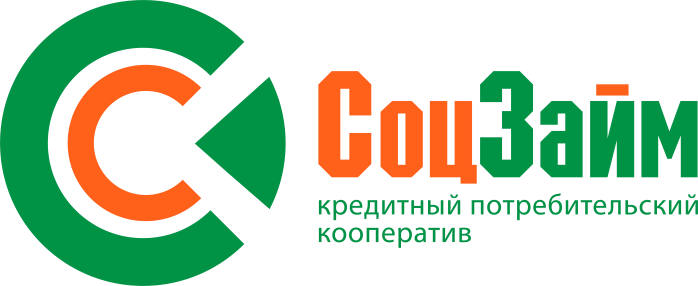 СоцЗайм
кредитный потребительский
кооператив